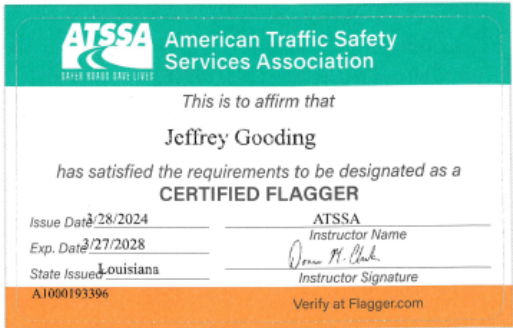 ATSSA
SAFER ROADS SAVE LIVES
American Traffic Safety
Services Association
This is to affirm that
Jeffrey Gooding
has satisfied the requirements to be designated as a
CERTIFIED FLAGGER
Issue Date 3/28/2024
ATSSA
Instructor Name
Exp. Date 3/27/2028
State Issued Louisiana
Instructor Signature
A1000193396
Verify at Flagger.com